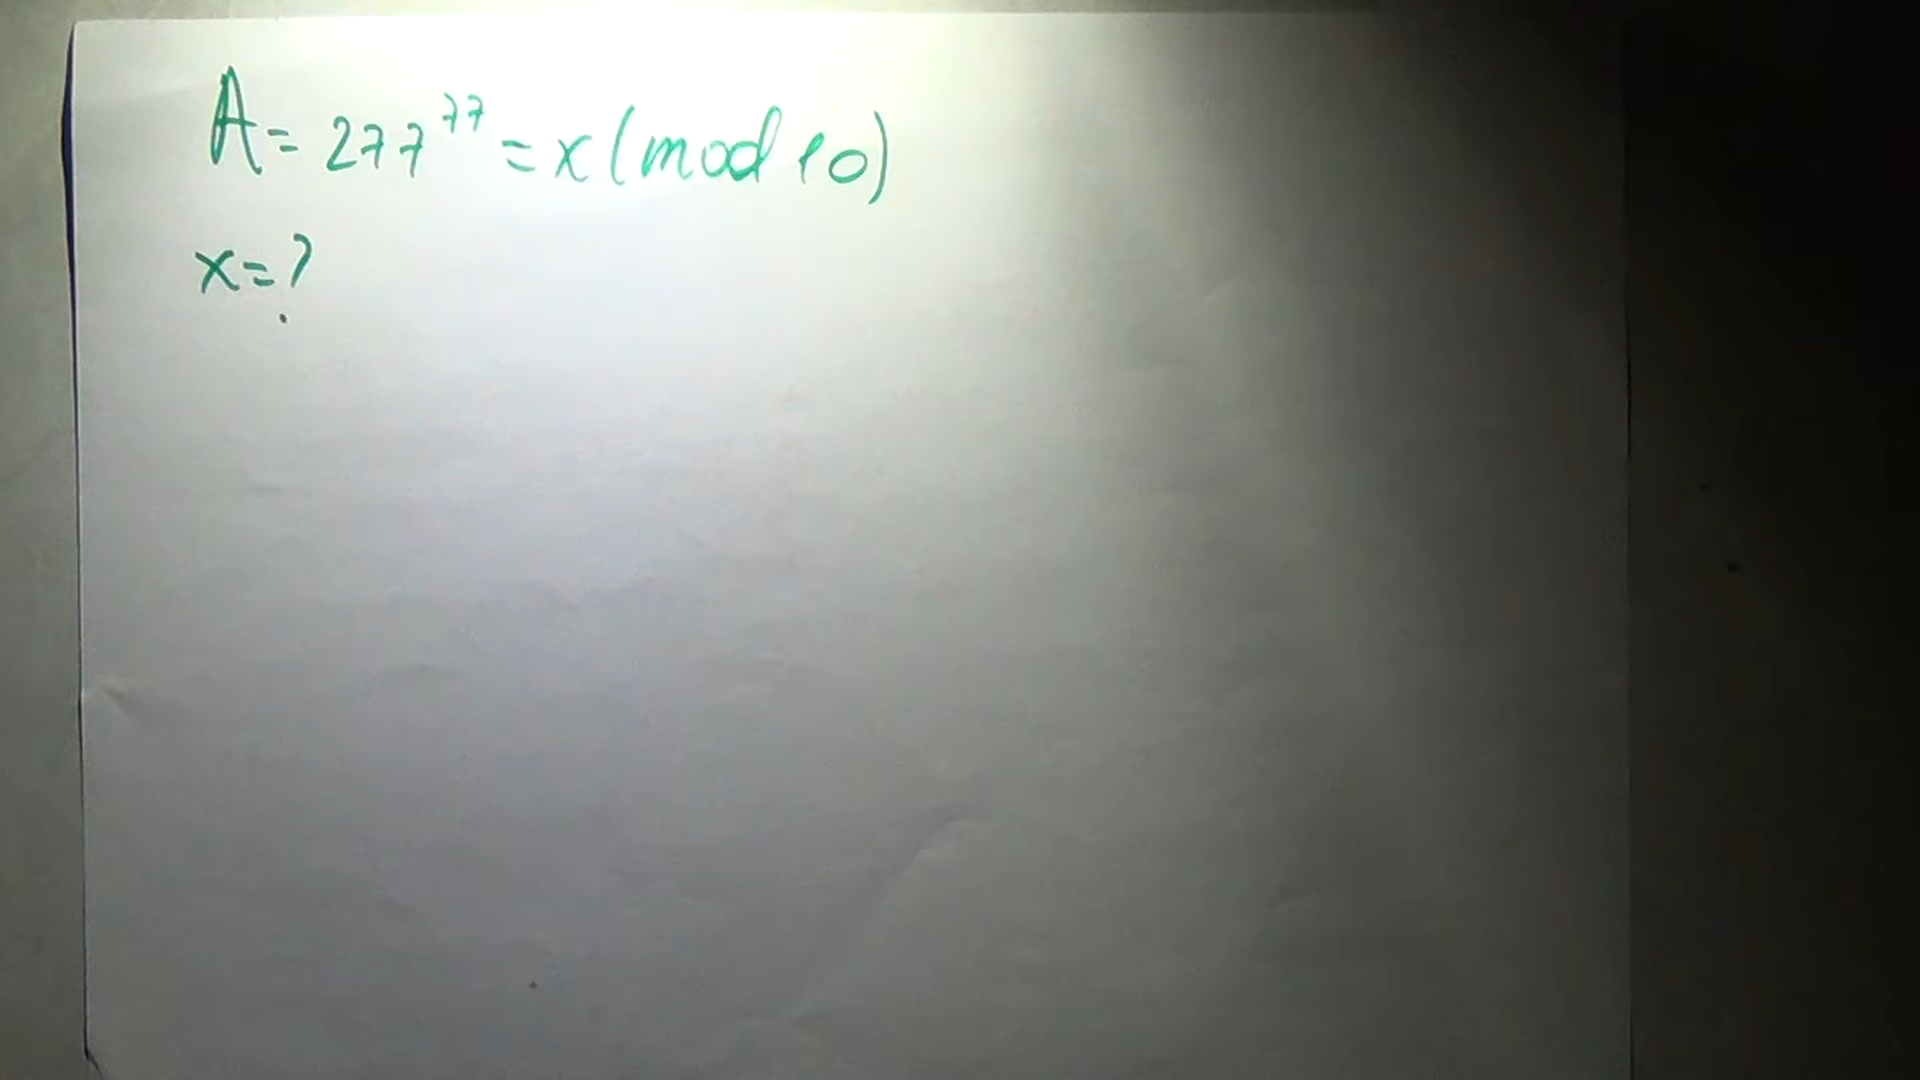 A = 277^77 = x (mod 10)
x = ?